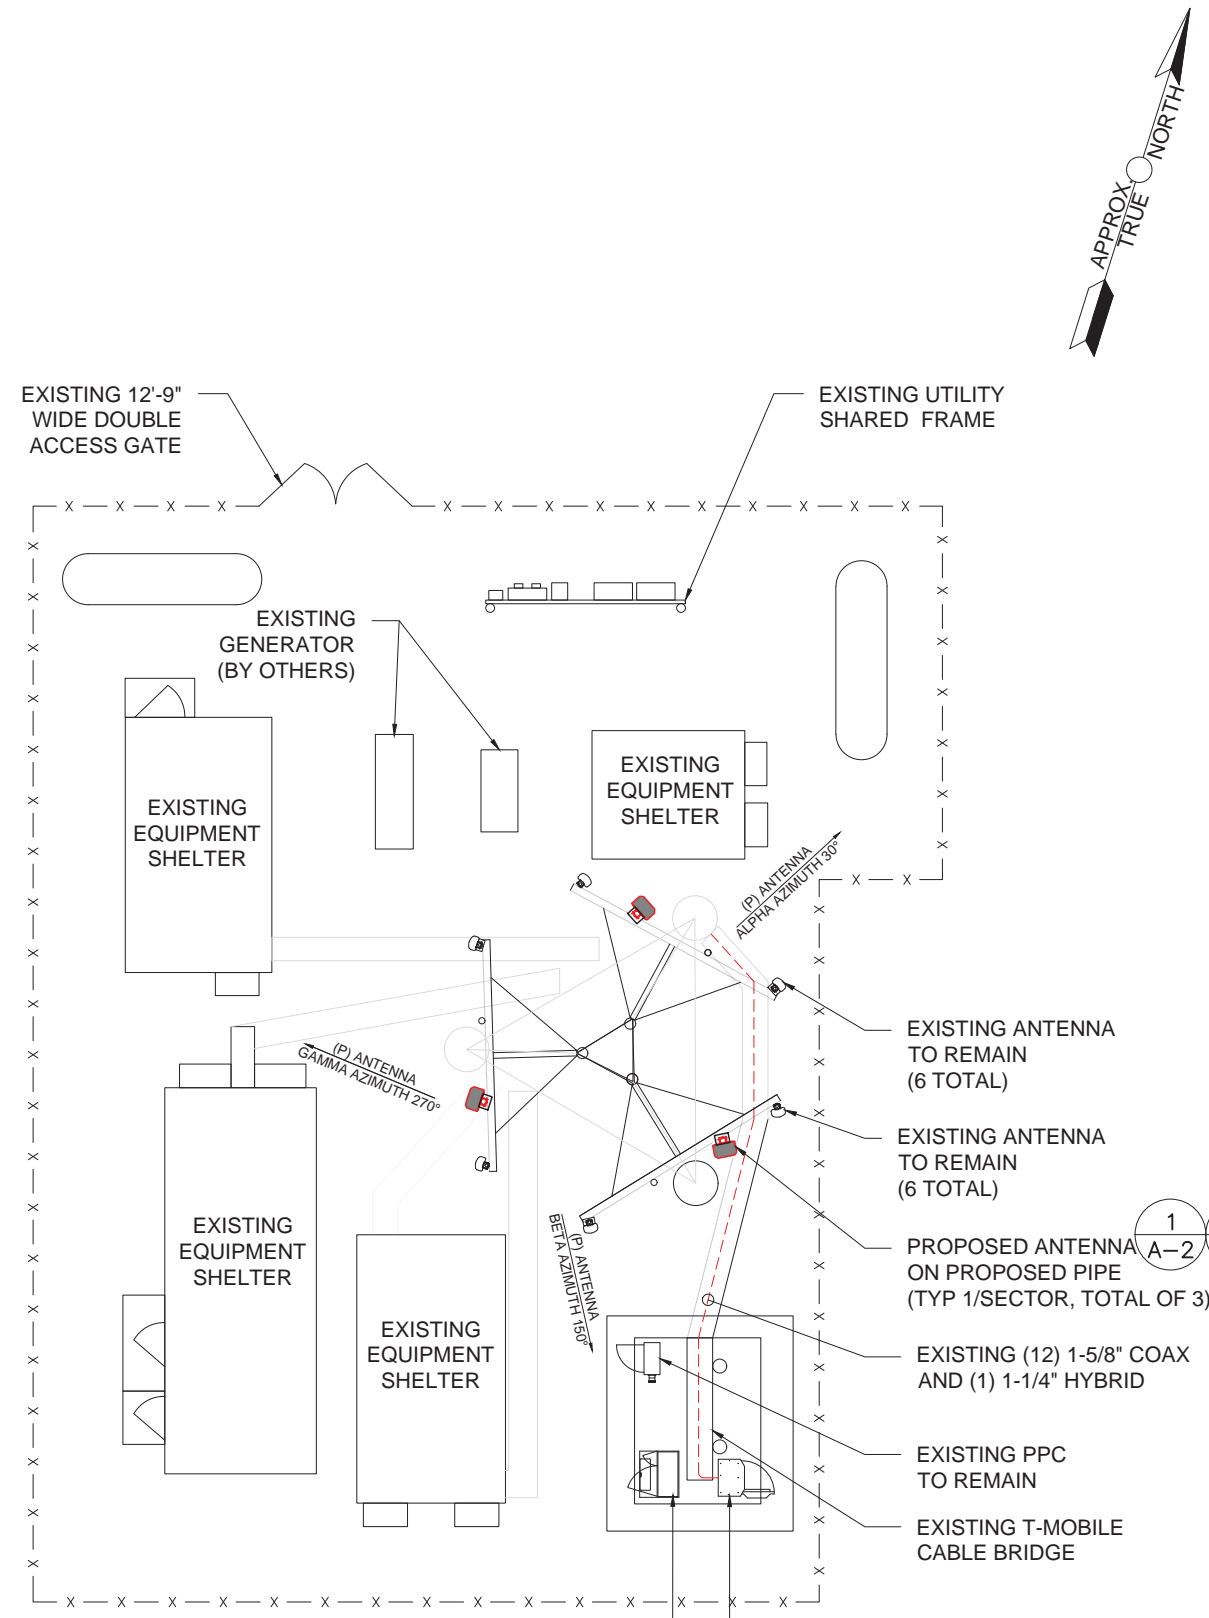 NORTH
APPROX.
TRUE
EXISTING 12'-9"
WIDE DOUBLE
ACCESS GATE
EXISTING UTILITY
SHARED FRAME
EXISTING
GENERATOR
(BY OTHERS)
EXISTING
EQUIPMENT
SHELTER
EXISTING
EQUIPMENT
SHELTER
(P) ANTENNA
ALPHA AZIMUTH 30°
EXISTING ANTENNA
TO REMAIN
(6 TOTAL)
(P) ANTENNA
GAMMA AZIMUTH 270°
EXISTING ANTENNA
TO REMAIN
(6 TOTAL)
EXISTING
EQUIPMENT
SHELTER
(P) ANTENNA
BETA AZIMUTH 150°
1
A-2
PROPOSED ANTENNA
ON PROPOSED PIPE
(TYP 1/SECTOR, TOTAL OF 3)
EXISTING
EQUIPMENT
SHELTER
EXISTING (12) 1-5/8" COAX
AND (1) 1-1/4" HYBRID
EXISTING PPC
TO REMAIN
EXISTING T-MOBILE
CABLE BRIDGE